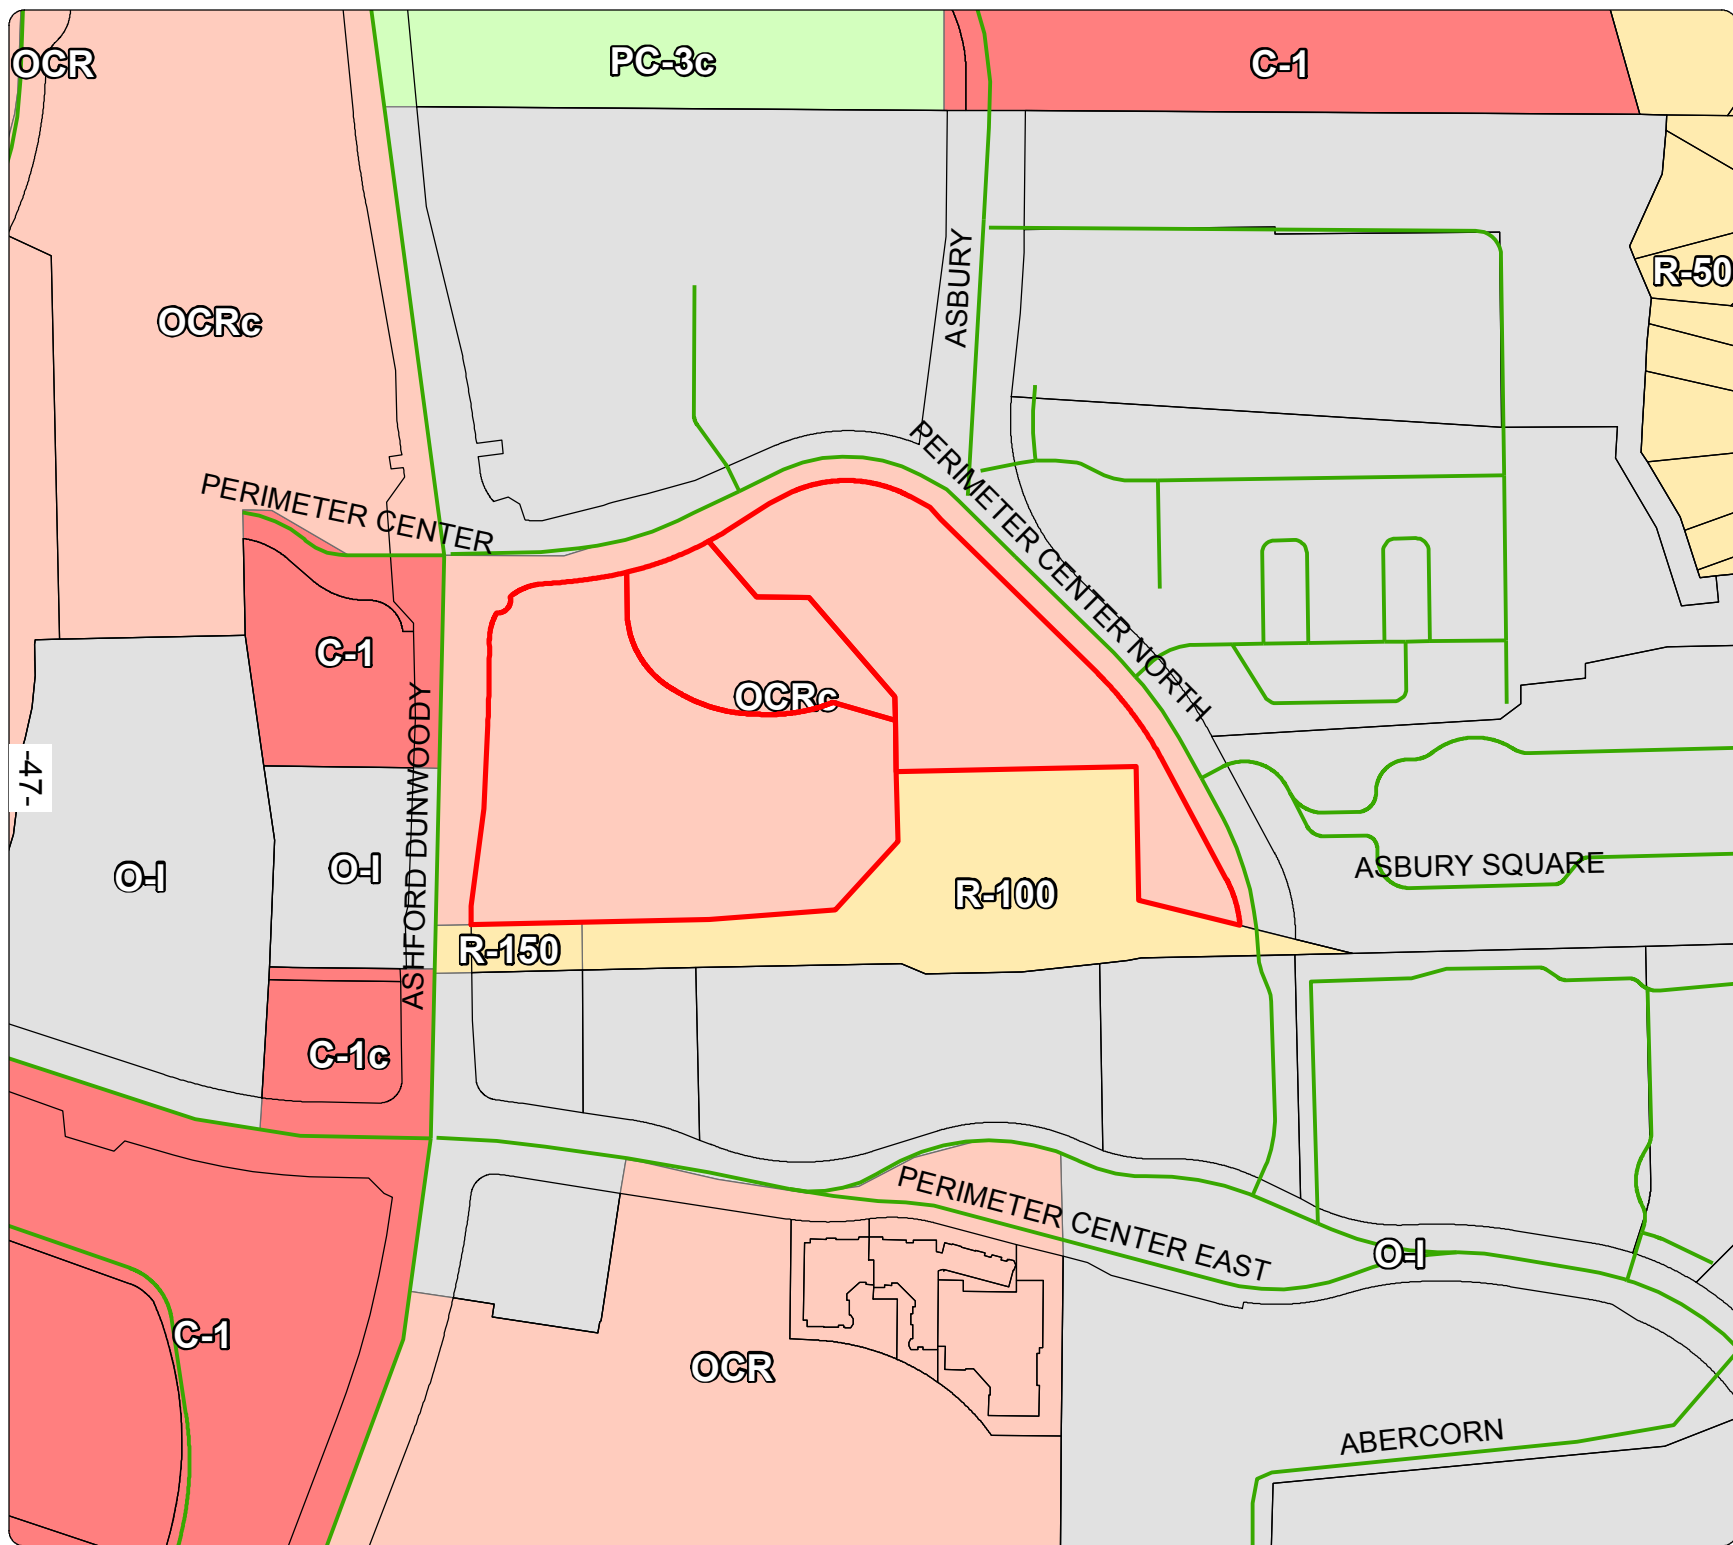 OCR
PC-3c
C-1
R-50
ASBURY
OCRc
PERIMETER CENTER
PERIMETER CENTER NORTH
C-1
OCRc
ASHFORD DUNWOODY
-47-
O-I
O-I
R-100
ASBURY SQUARE
R-150
C-1c
PERIMETER CENTER EAST
O-I
C-1
OCR
ABERCORN